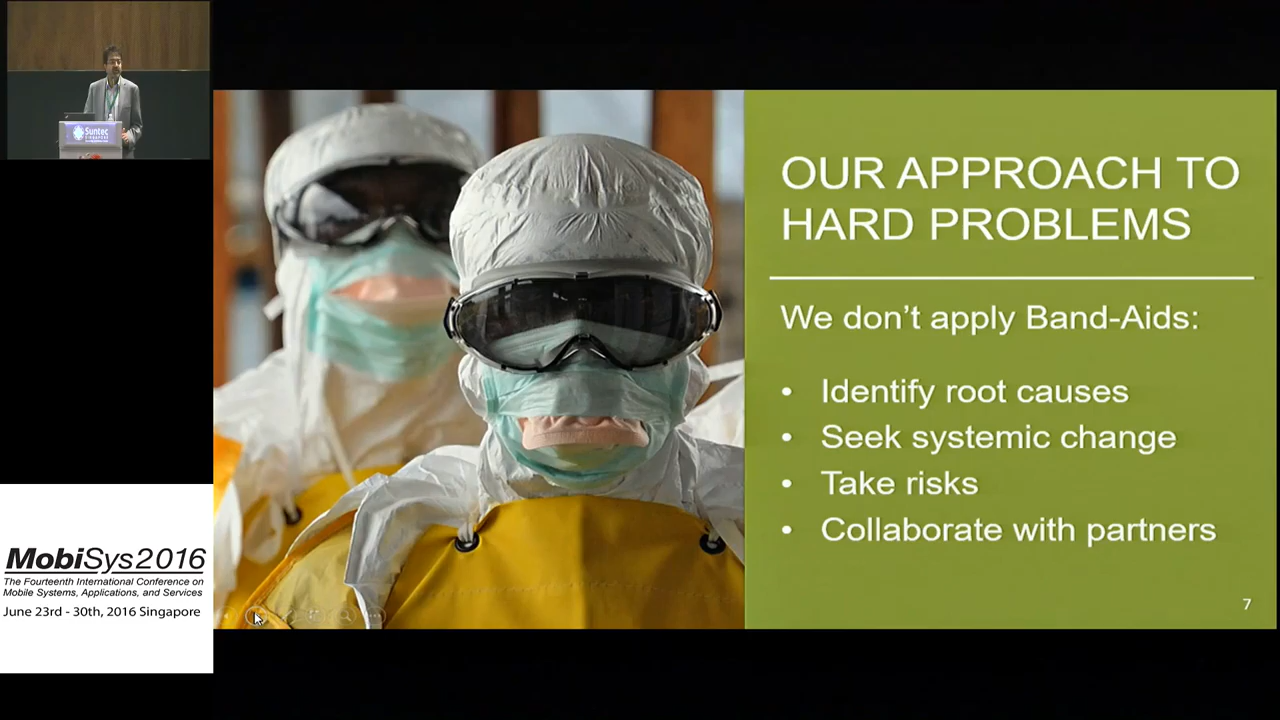 Suntec
SINGAPORE
MobiSys2016
The Fourteenth International Conference on
Mobile Systems, Applications, and Services
June 23rd - 30th, 2016 Singapore
OUR APPROACH TO
HARD PROBLEMS
We don't apply Band-Aids:
• Identify root causes
• Seek systemic change
• Take risks
• Collaborate with partners
7